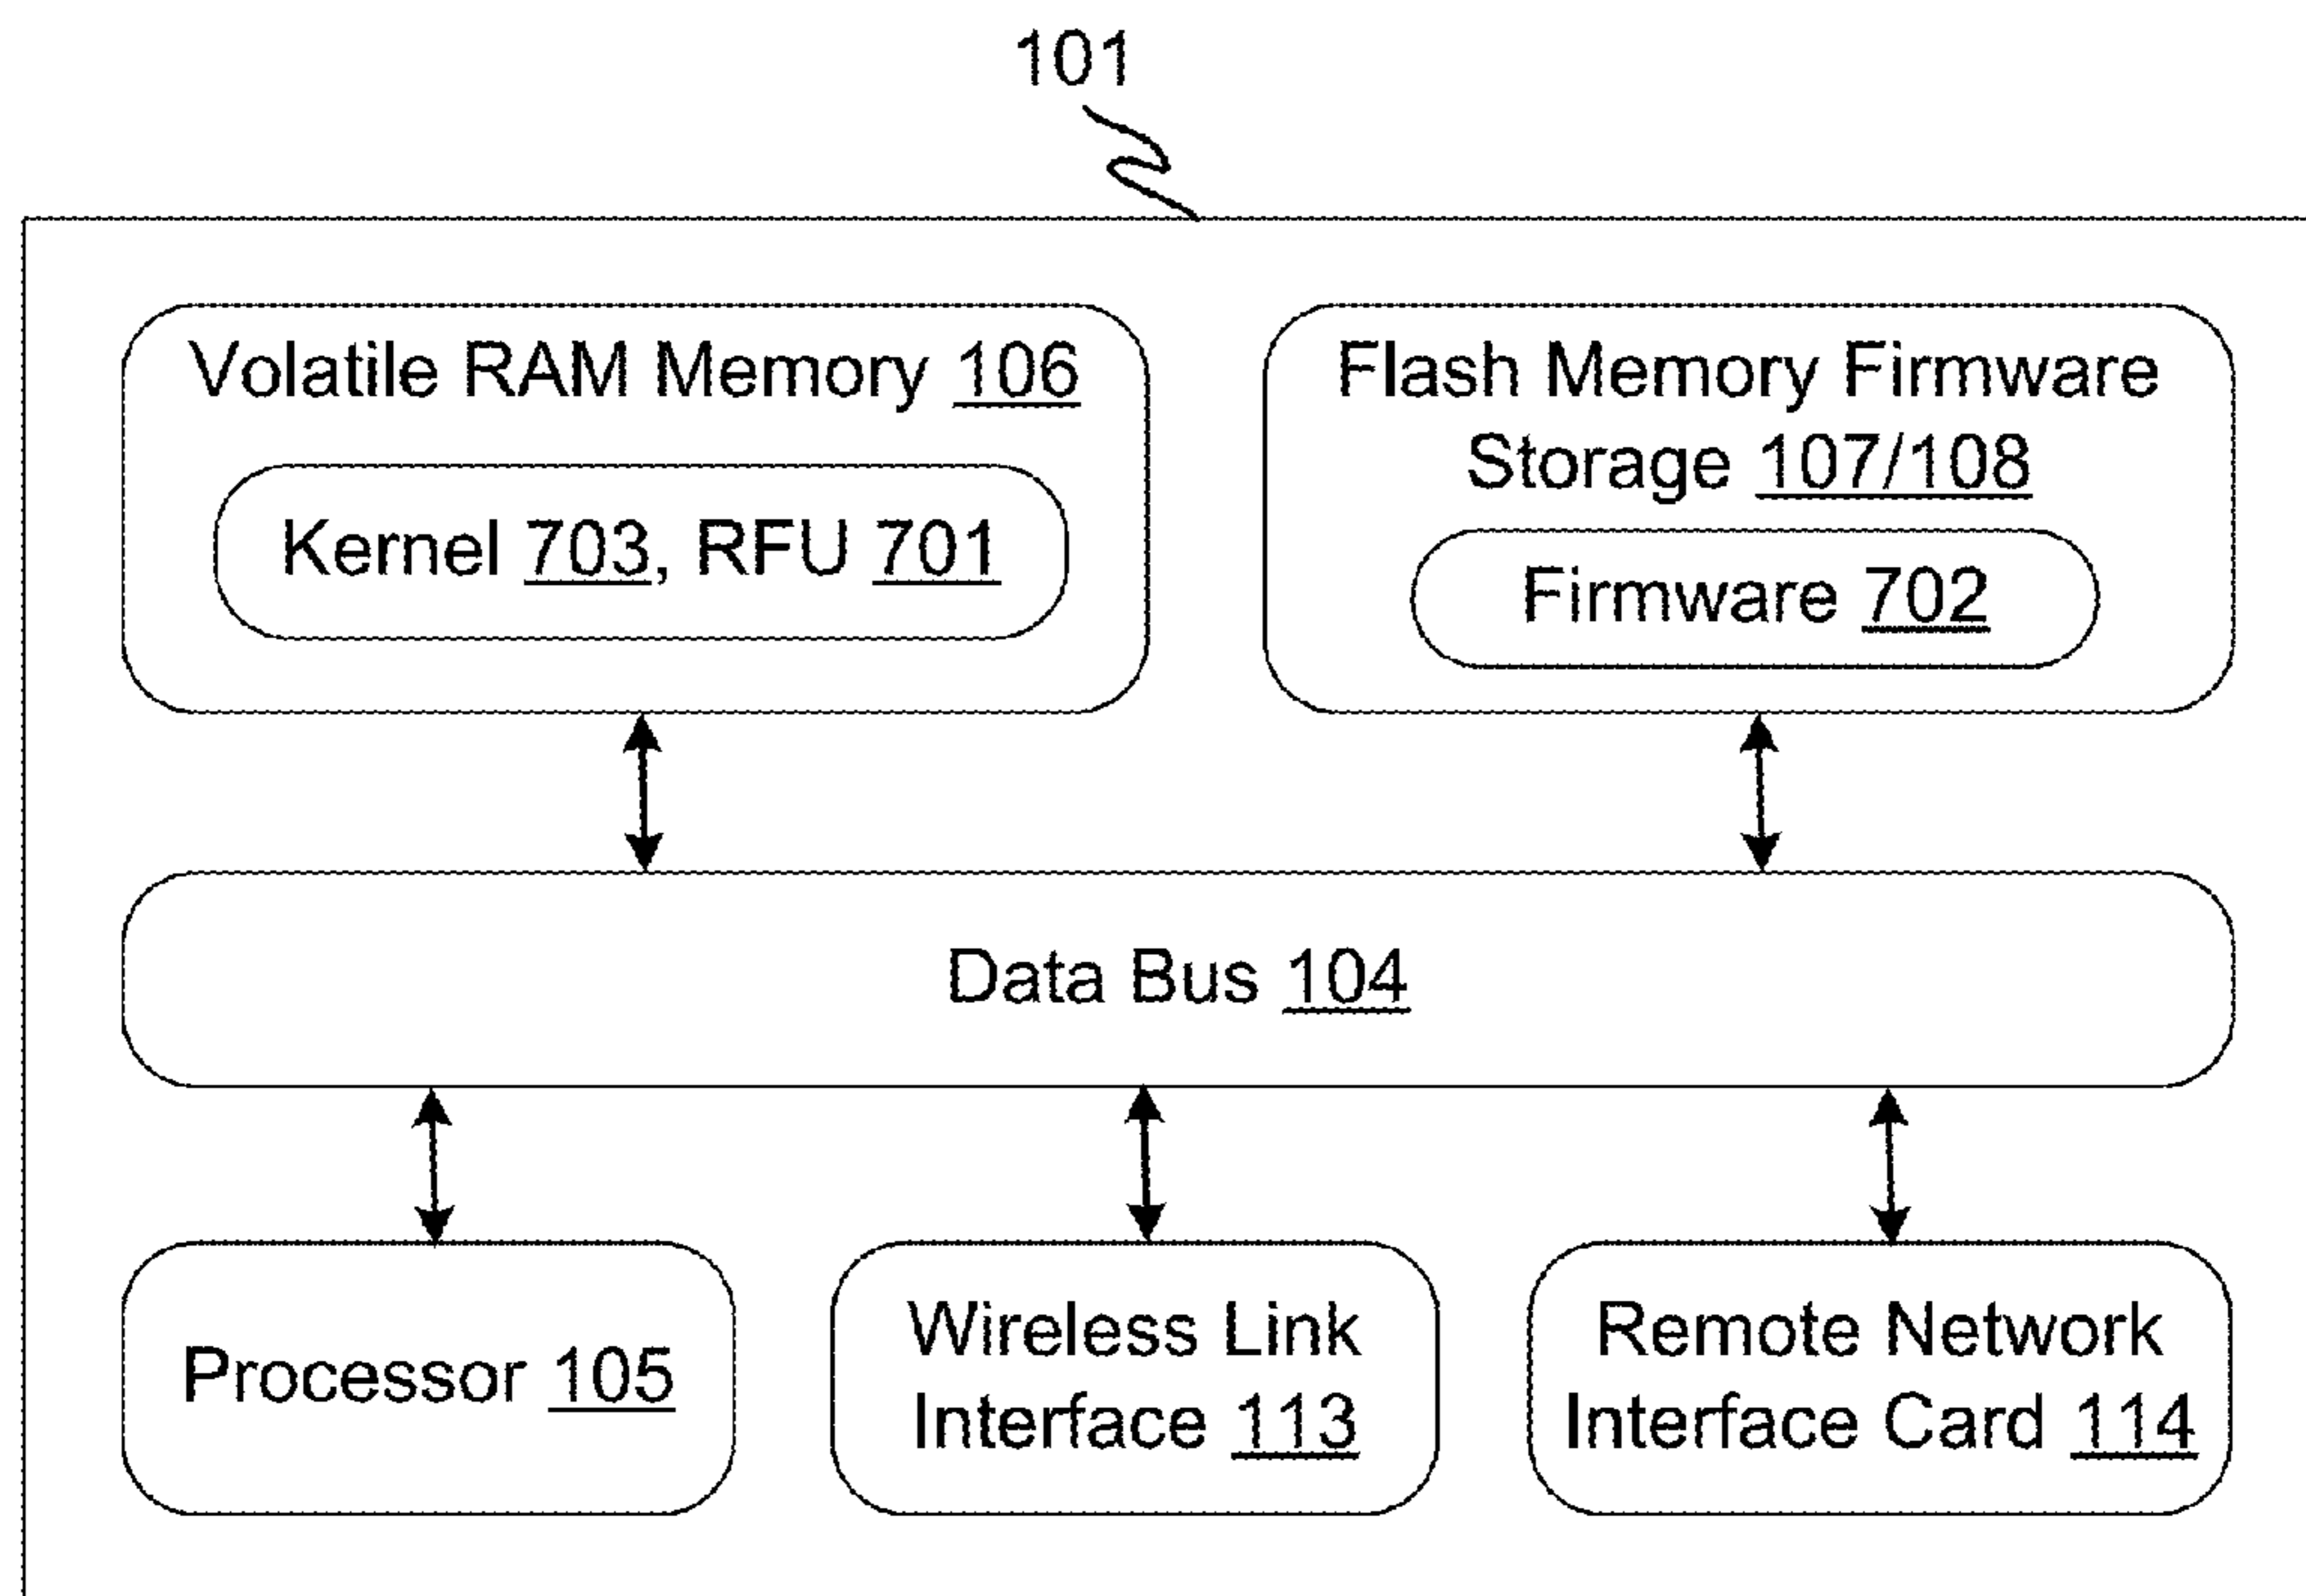 101
Volatile RAM Memory 106
Kernel 703, RFU 701
Flash Memory Firmware
Storage 107/108
Firmware 702
Data Bus 104
Processor 105
Wireless Link
Interface 113
Remote Network
Interface Card 114